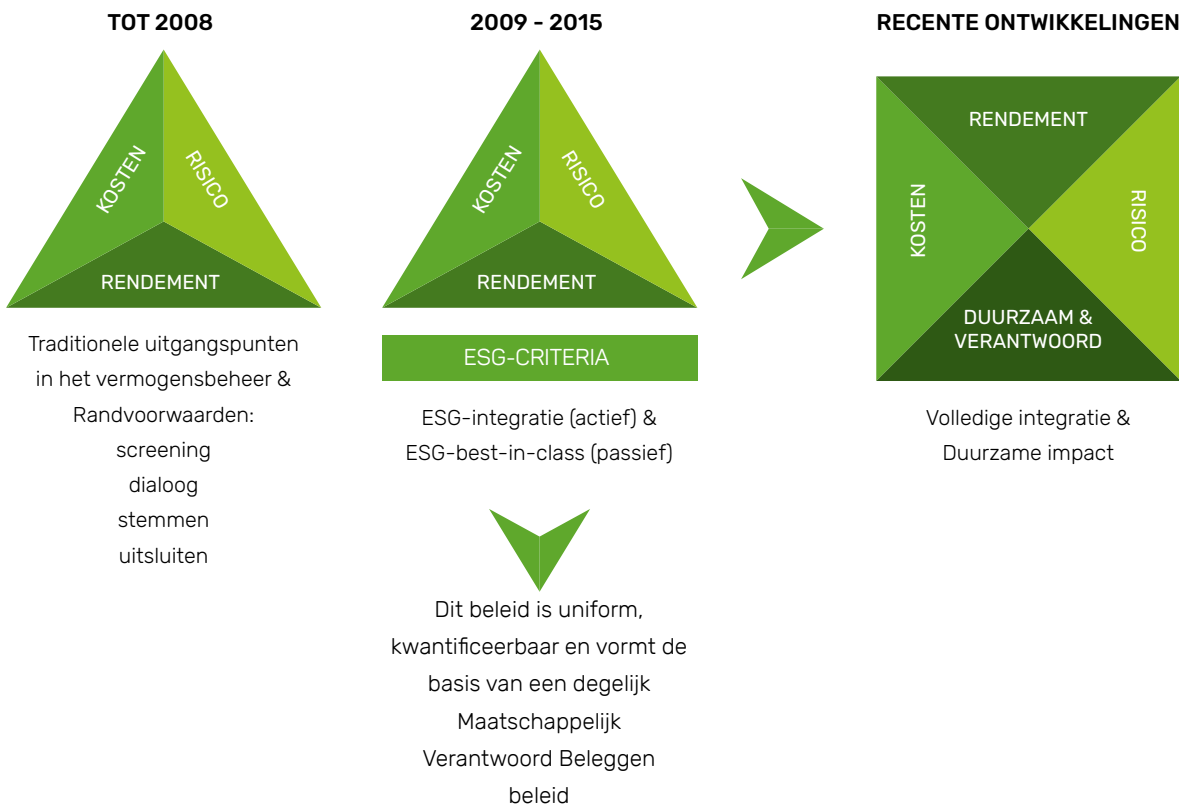 TOT 2008
KOSTEN
RISICO
RENDEMENT
Traditionele uitgangspunten
in het vermogensbeheer &
Randvoorwaarden:
screening
dialoog
stemmen
uitsluiten
2009 - 2015
KOSTEN
RISICO
RENDEMENT
ESG-CRITERIA
ESG-integratie (actief) &
ESG-best-in-class (passief)
Dit beleid is uniform,
kwantificeerbaar en vormt de
basis van een degelijk
Maatschappelijk
Verantwoord Beleggen
beleid
RECENTE ONTWIKKELINGEN
RENDEMENT
KOSTEN
RISICO
DUURZAAM &
VERANTWOORD
Volledige integratie &
Duurzame impact